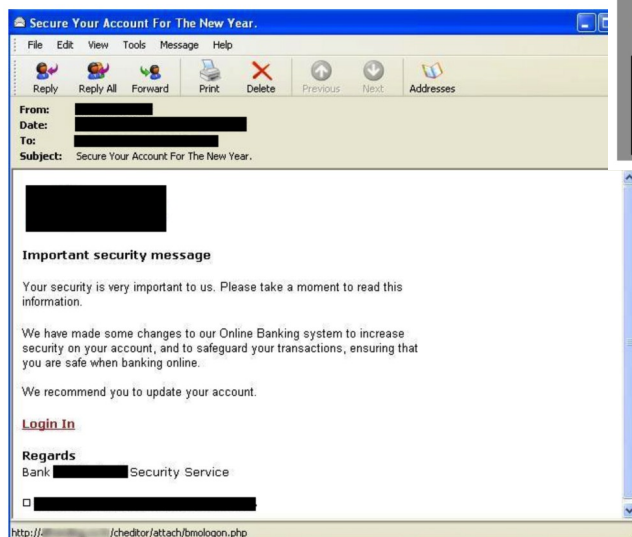 Secure Your Account For The New Year.
File Edit View Tools Message Help
Reply Reply All Forward Print Delete Previous Next Addresses
From:
Date:
To:
Subject: Secure Your Account For The New Year.
Important security message
Your security is very important to us. Please take a moment to read this
information.
We have made some changes to our Online Banking system to increase
security on your account, and to safeguard your transactions, ensuring that
you are safe when banking online.
We recommend you to update your account.
Login In
Regards
Bank Security Service
http:// /cheditor/attach/bmologon.php